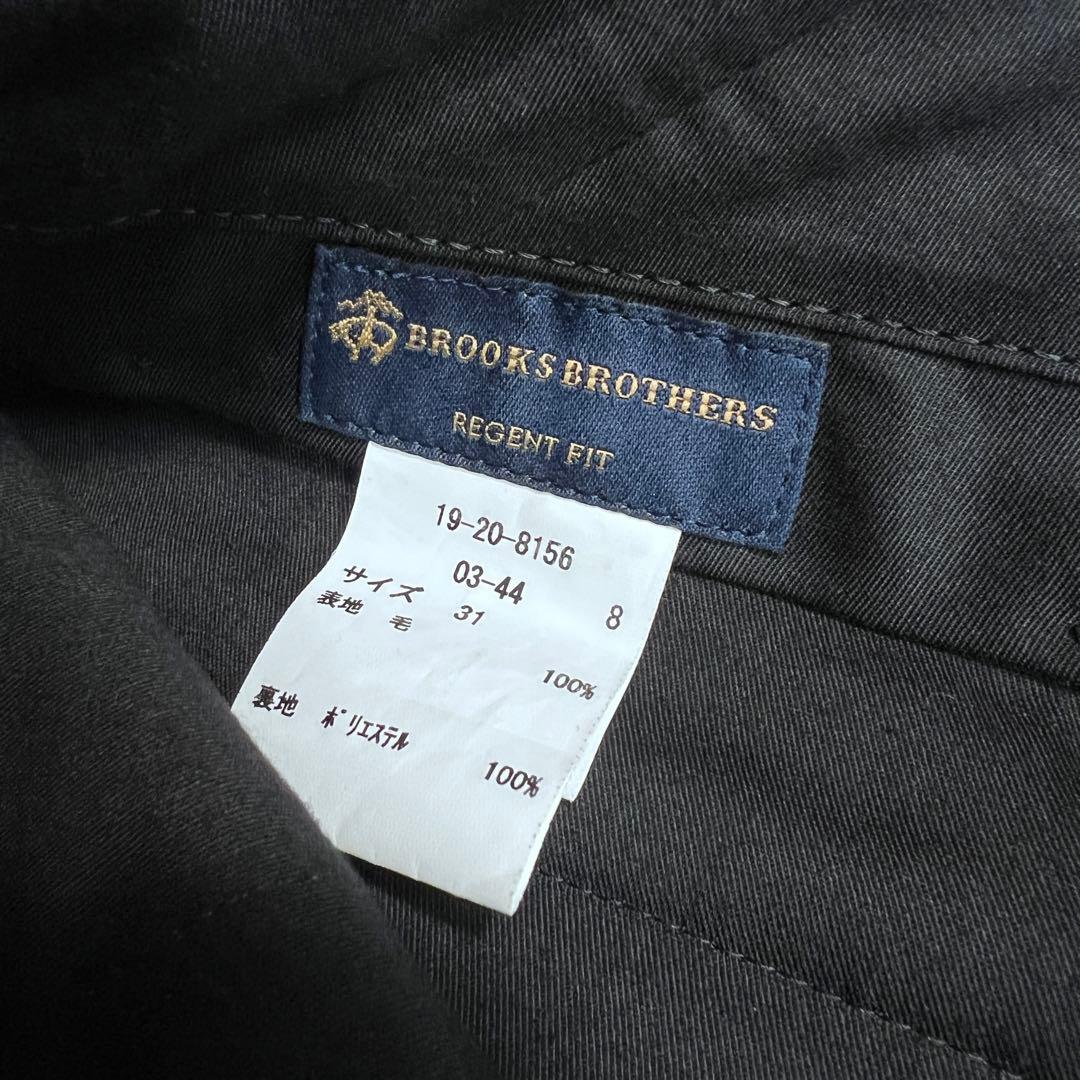 BROOKS BROTHERS
REGENT FIT
19-20-8156
03-44 8
サイズ 31
表地 毛 100%
裏地 ポリエステル 100%